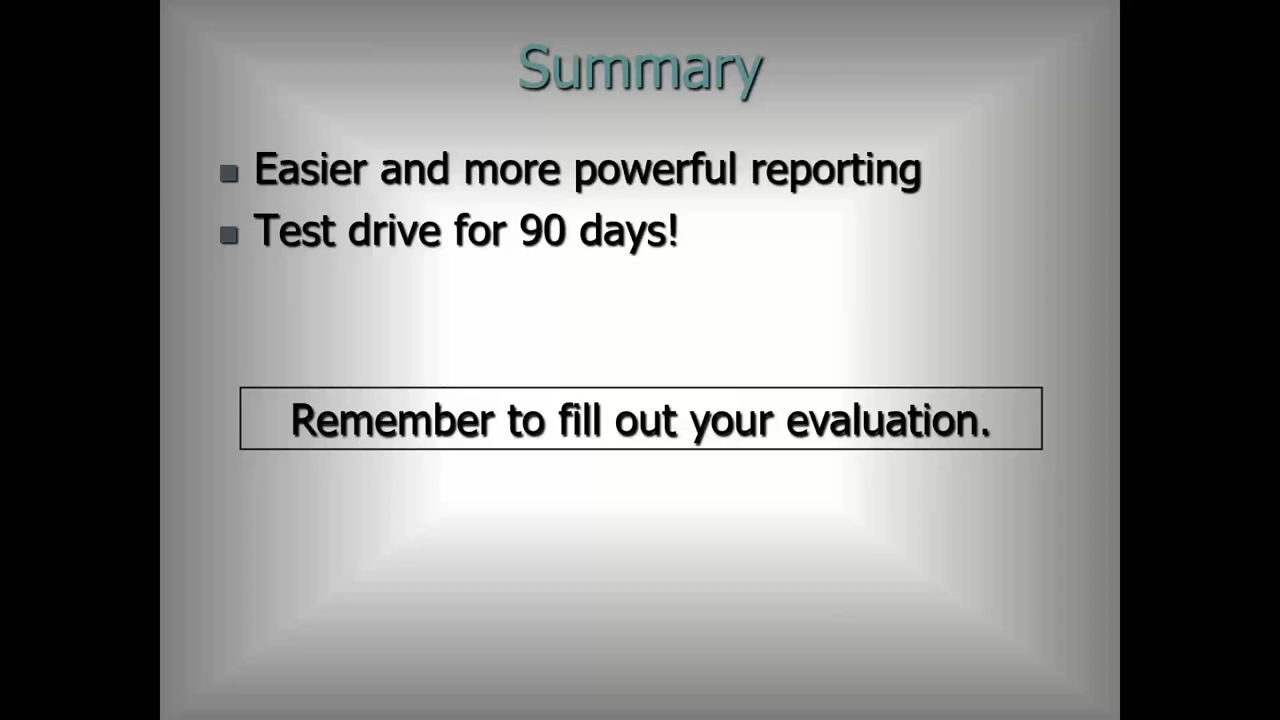 Summary
Easier and more powerful reporting
Test drive for 90 days!
Remember to fill out your evaluation.